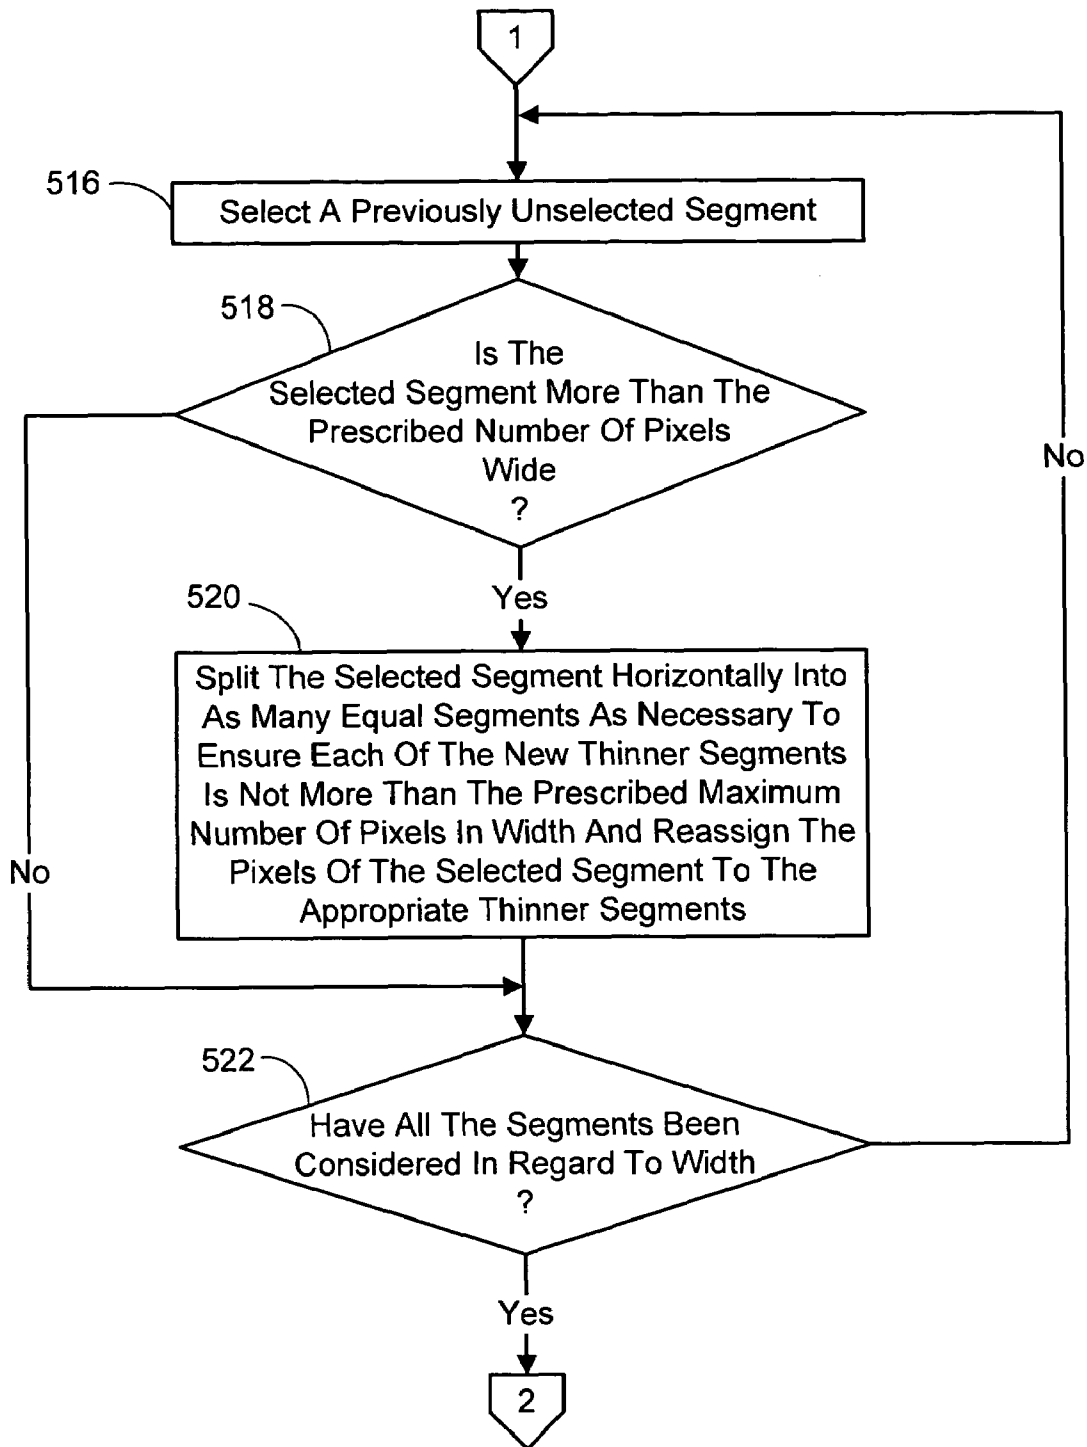 1
516
Select A Previously Unselected Segment
518
Is The
Selected Segment More Than The
Prescribed Number Of Pixels
Wide
?
No
Yes
520
Split The Selected Segment Horizontally Into
As Many Equal Segments As Necessary To
Ensure Each Of The New Thinner Segments
Is Not More Than The Prescribed Maximum
Number Of Pixels In Width And Reassign The
Pixels Of The Selected Segment To The
Appropriate Thinner Segments
No
522
Have All The Segments Been
Considered In Regard To Width
?
Yes
2